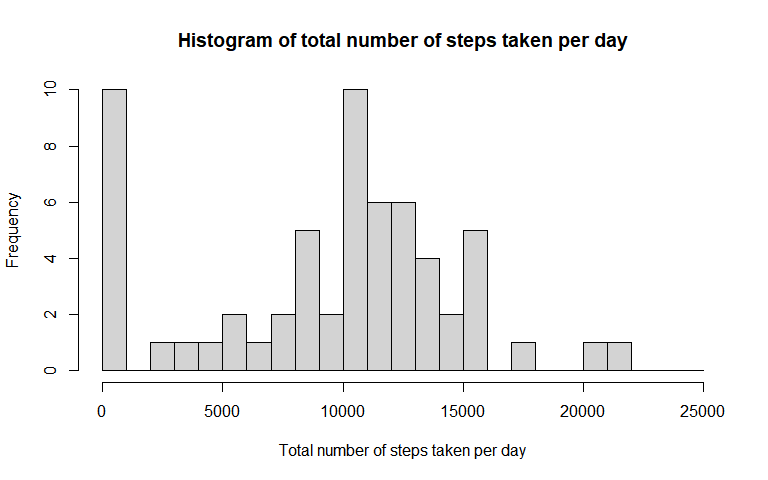 Histogram of total number of steps taken per day
Frequency
10
8
6
4
2
0
0 5000 10000 15000 20000 25000
Total number of steps taken per day